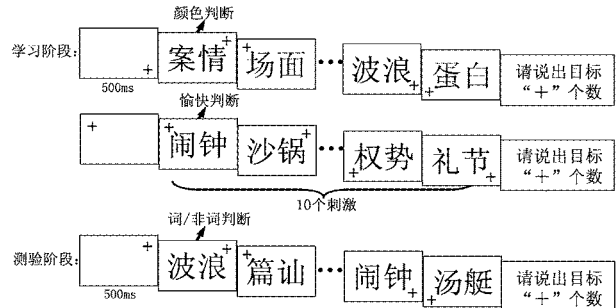 颜色判断
学习阶段:
+
案情 +
+ 场面
•••
波浪 +
+ 蛋白
请说出目标
“+”个数
500ms
愉快判断
+
+ 闹钟
沙锅 +
•••
权势 +
礼节 +
请说出目标
“+”个数
10个刺激
词/非词判断
测验阶段:
+
波浪 +
+ 篇讪
•••
闹钟 +
汤艇 +
请说出目标
“+”个数
500ms